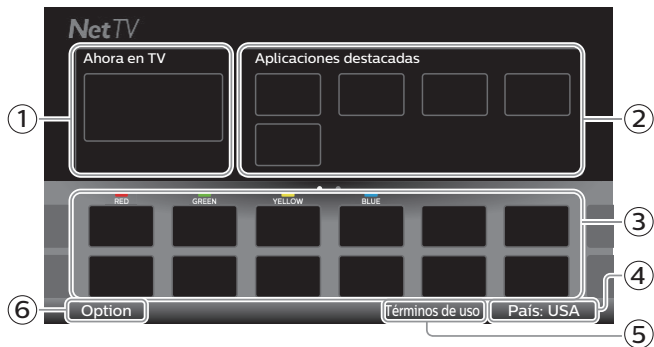 NetTV
Ahora en TV
Aplicaciones destacadas
1
2
RED GREEN YELLOW BLUE
3
4
6
Option
Términos de uso
País: USA
5